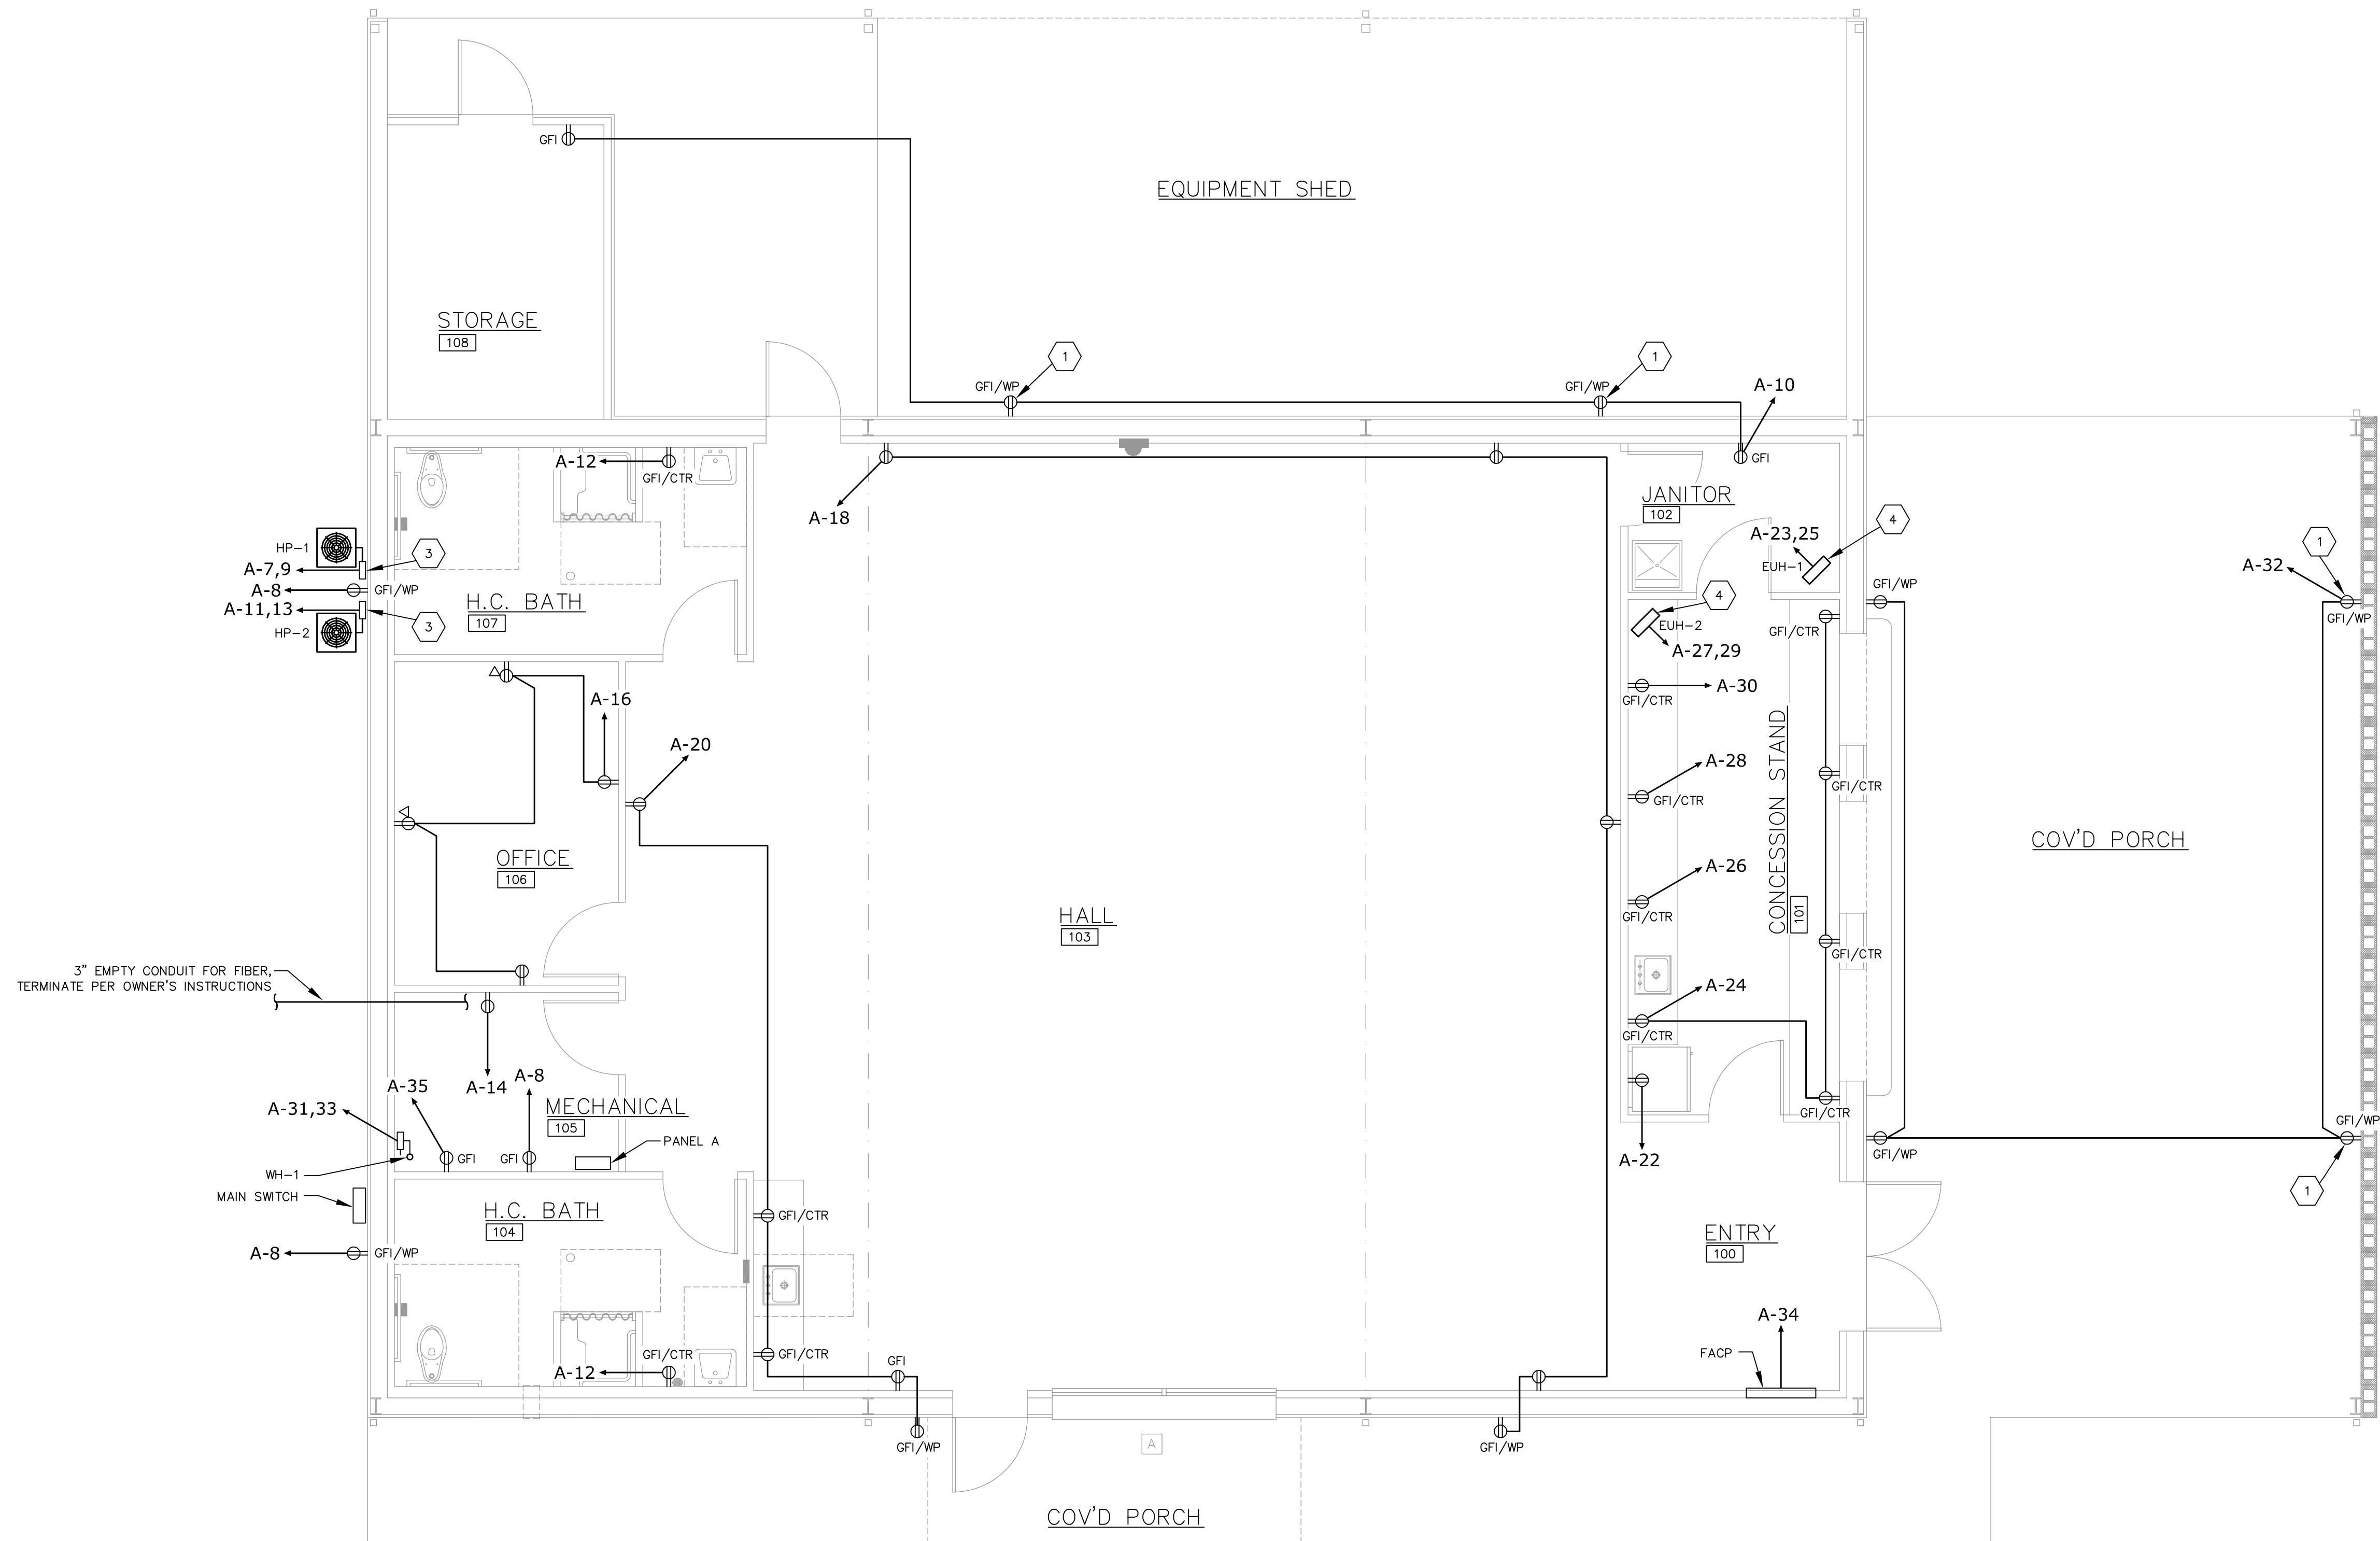 GFI
EQUIPMENT SHED
STORAGE
108
1
1
GFI/WP
GFI/WP
A-10
GFI
A-12
GFI/CTR
A-18
JANITOR
102
4
A-23,25
EUH-1
HP-1
3
A-7,9
A-8
GFI/WP
A-11,13
HP-2
3
H.C. BATH
107
4
EUH-2
A-27,29
GFI/CTR
GFI/WP
1
A-32
GFI/WP
A-16
A-20
GFI/CTR
A-30
A-28
GFI/CTR
GFI/CTR
CONCESSION STAND
101
COV'D PORCH
OFFICE
106
A-26
GFI/CTR
HALL
103
GFI/CTR
3" EMPTY CONDUIT FOR FIBER,
TERMINATE PER OWNER'S INSTRUCTIONS
A-24
GFI/CTR
A-35
A-14
A-8
A-31,33
MECHANICAL
105
GFI/CTR
GFI/WP
GFI/WP
PANEL A
GFI
GFI
A-22
WH-1
MAIN SWITCH
1
H.C. BATH
104
GFI/CTR
A-8
GFI/WP
ENTRY
100
A-34
FACP
GFI/CTR
A-12
GFI/CTR
GFI
GFI/WP
GFI/WP
A
COV'D PORCH